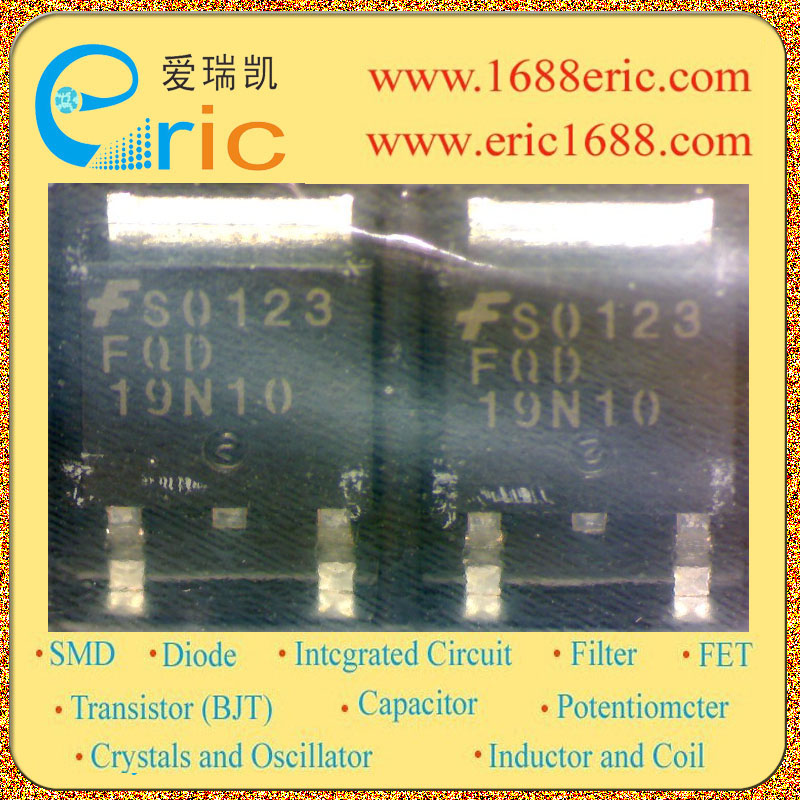 爱瑞凯
eric
www.1688eric.com
www.eric1688.com
FS0123
FQD
19N10
FS0123
FQD
19N10
• SMD • Diode • Intcgrated Circuit • Filter • FET
• Transistor (BJT) • Capacitor • Potentiomcter
• Crystals and Oscillator • Inductor and Coil